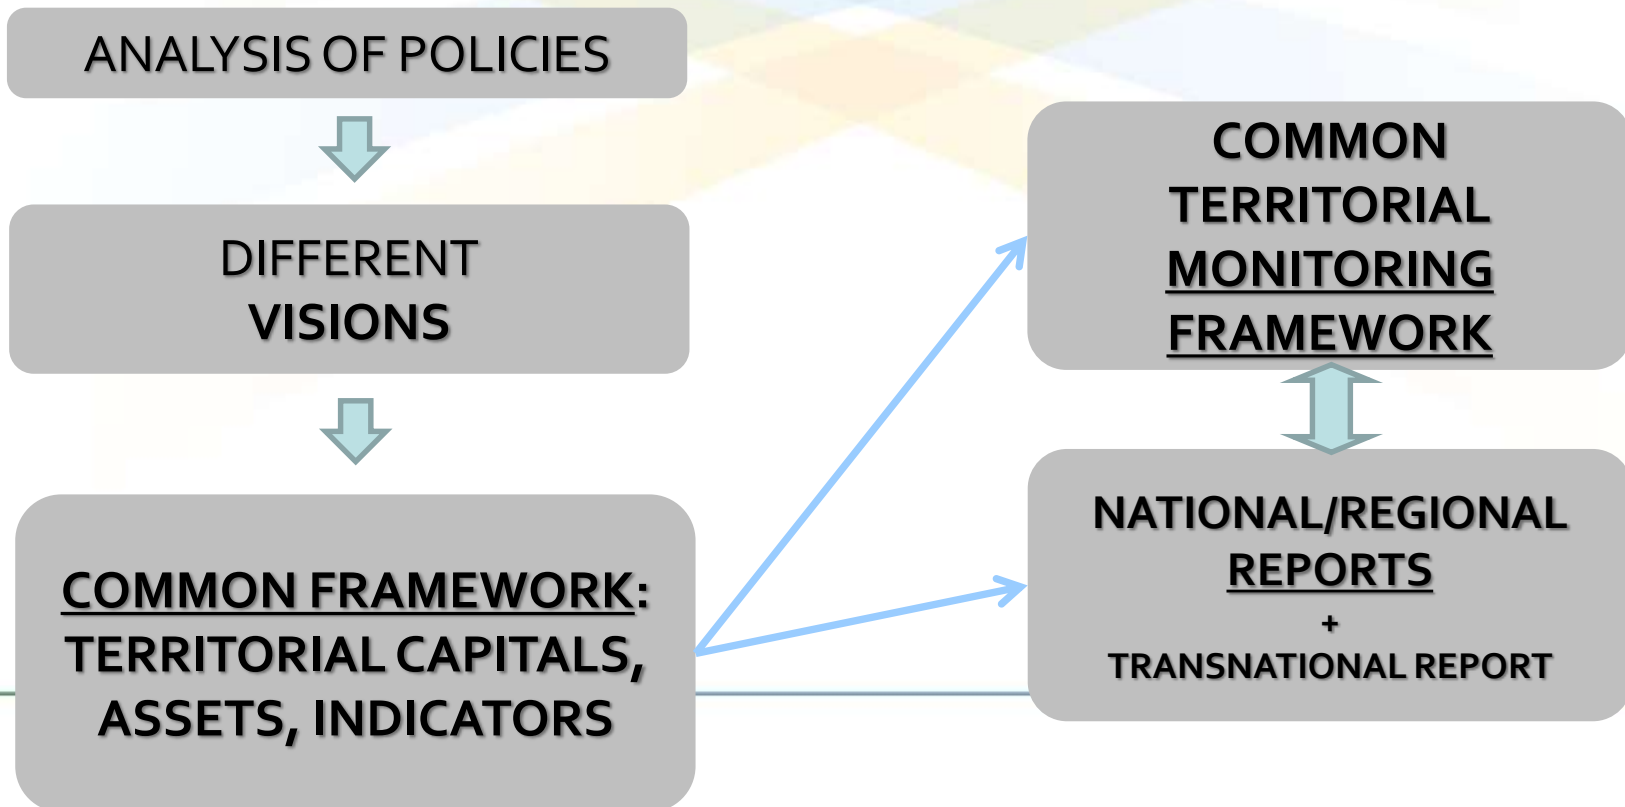 ANALYSIS OF POLICIES
DIFFERENT
VISIONS
COMMON FRAMEWORK:
TERRITORIAL CAPITALS,
ASSETS, INDICATORS
COMMON
TERRITORIAL
MONITORING
FRAMEWORK
NATIONAL/REGIONAL
REPORTS
+
TRANSNATIONAL REPORT